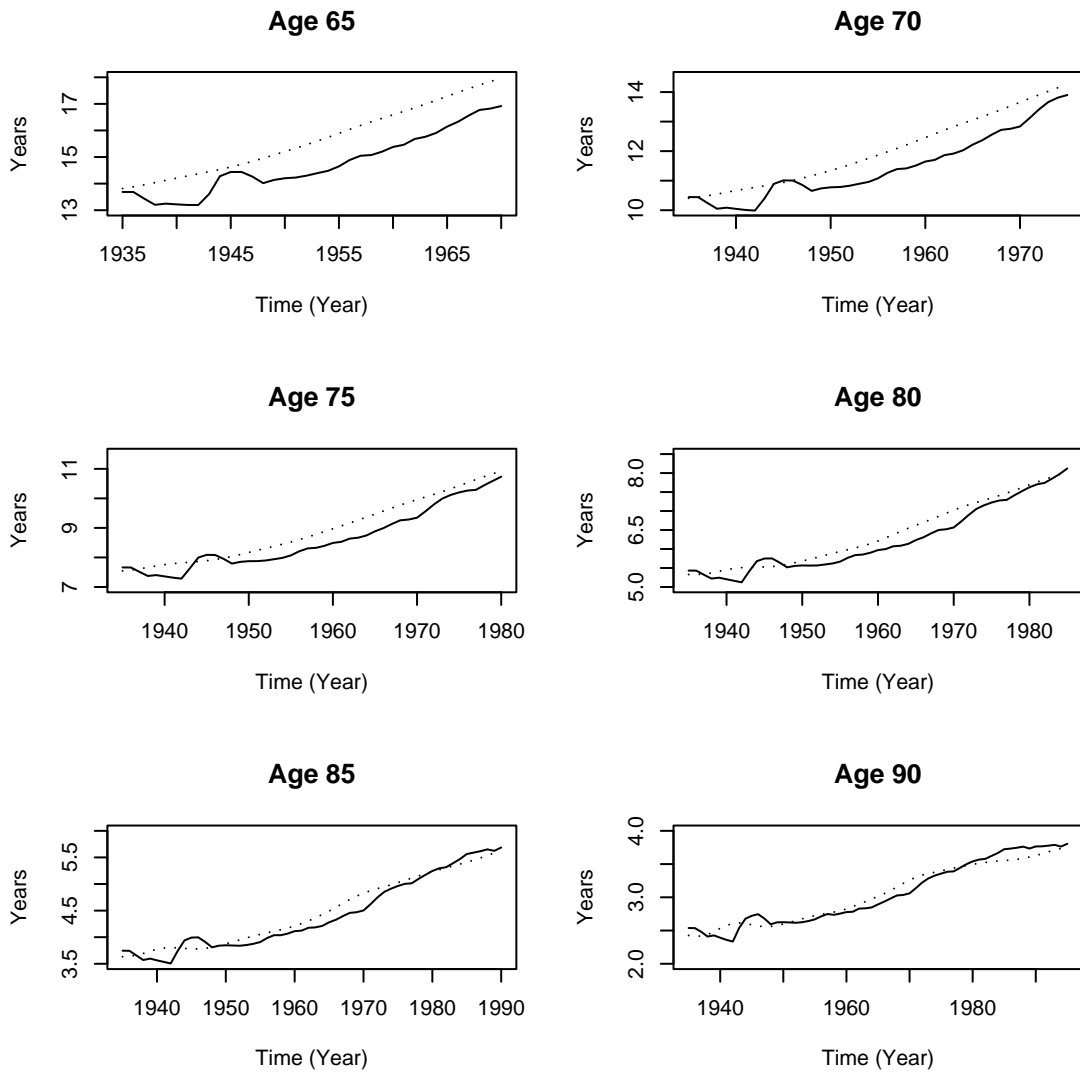 Age 65
Years
13 15 17
1935 1945 1955 1965
Time (Year)
Age 70
Years
10 12 14
1940 1950 1960 1970
Time (Year)
Age 75
Years
7 9 11
1940 1950 1960 1970 1980
Time (Year)
Age 80
Years
5.0 6.5 8.0
1940 1950 1960 1970 1980
Time (Year)
Age 85
Years
3.5 4.5 5.5
1940 1950 1960 1970 1980 1990
Time (Year)
Age 90
Years
2.0 3.0 4.0
1940 1960 1980
Time (Year)